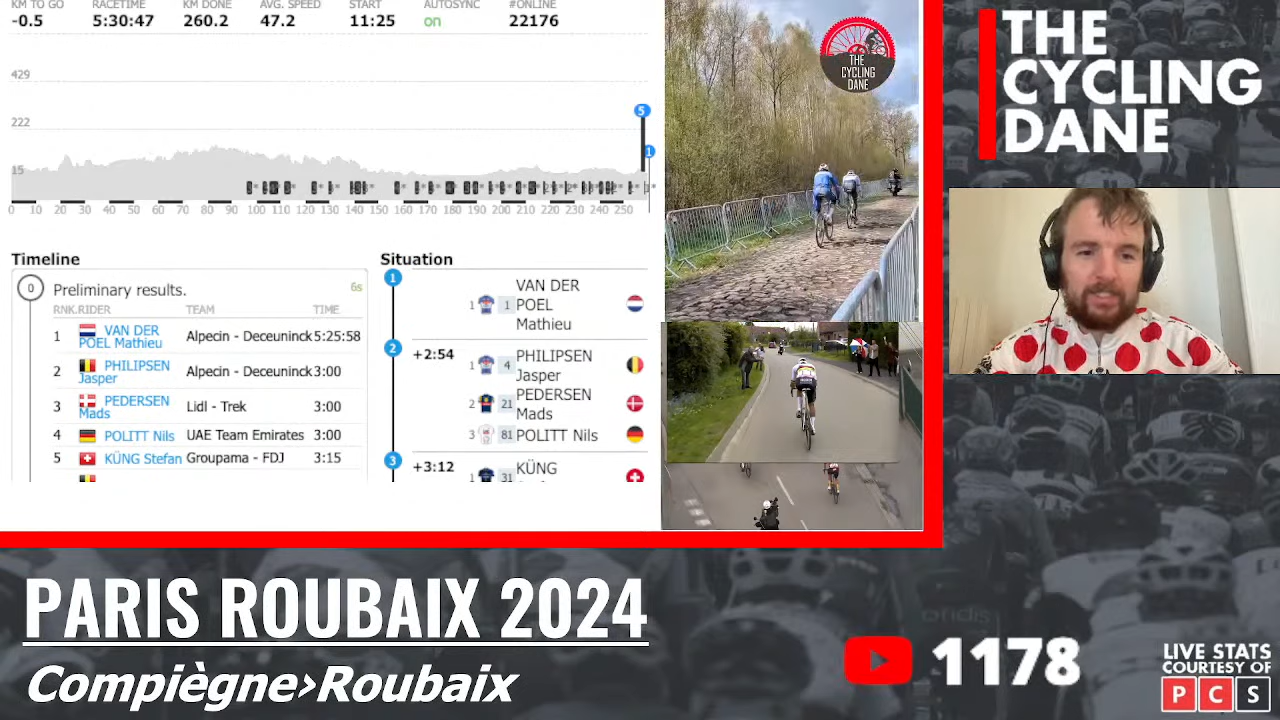 KM TO GO RACETIME KM DONE AVG. SPEED START AUTOSYNC #ONLINE
-0.5 5:30:47 260.2 47.2 11:25 on 22176
429
222
15
5
1
0 10 20 30 40 50 60 70 80 90 100 110 120 130 140 150 160 170 180 190 200 210 220 230 240 250
Timeline
0 Preliminary results. 6s
RNK.RIDER TEAM TIME
1 VAN DER POEL Mathieu Alpecin - Deceuninck 5:25:58
2 PHILIPSEN Jasper Alpecin - Deceuninck 3:00
3 PEDERSEN Mads Lidl - Trek 3:00
4 POLITT Nils UAE Team Emirates 3:00
5 KÜNG Stefan Groupama - FDJ 3:15
Situation
1
1 1 VAN DER POEL Mathieu
2 +2:54
1 4 PHILIPSEN Jasper
2 21 PEDERSEN Mads
3 81 POLITT Nils
3 +3:12
1 31 KÜNG
THE
CYCLING
DANE
THE
CYCLING
DANE
PARIS ROUBAIX 2024
Compiègne›Roubaix
1178
LIVE STATS
COURTESY OF
PCS